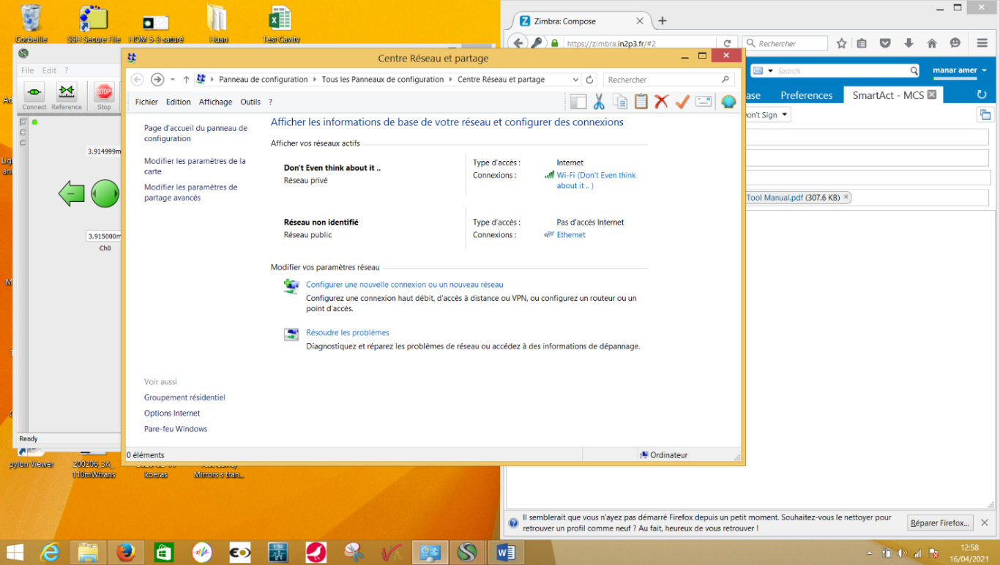 Corbeille
SSH Secure File
HOM 5-3 saturé
Huan
Test Cavity
File Edit ?
Connect Reference Stop
3.914999m
3.915000m
Ch0
Ready
pylon Viewer
200206_3A_
110mWtrans
koeras
Mirrors s tran...
Centre Réseau et partage
Panneau de configuration
Tous les Panneaux de configuration
Centre Réseau et partage
Rechercher
Fichier Edition Affichage Outils ?
Page d'accueil du panneau de
configuration
Modifier les paramètres de la
carte
Modifier les paramètres de
partage avancés
Afficher les informations de base de votre réseau et configurer des connexions
Afficher vos réseaux actifs
Don't Even think about it ..
Réseau privé
Type d'accès : Internet
Connexions : Wi-Fi (Don't Even think
about it .. )
Réseau non identifié
Réseau public
Type d'accès : Pas d'accès Internet
Connexions : Ethernet
Modifier vos paramètres réseau
Configurer une nouvelle connexion ou un nouveau réseau
Configurez une connexion haut débit, d'accès à distance ou VPN, ou configurez un routeur ou un
point d'accès.
Résoudre les problèmes
Diagnostiquez et réparez les problèmes de réseau ou accédez à des informations de dépannage.
Voir aussi
Groupement résidentiel
Options Internet
Pare-feu Windows
0 éléments
Ordinateur
Zimbra: Compose
https://zimbra.in2p3.fr/#2
Rechercher
Search
manar amer
ase Preferences SmartAct - MCS
on't Sign
Tool Manual.pdf (307.6 KB)
Il semblerait que vous n'ayez pas démarré Firefox depuis un petit moment. Souhaitez-vous le nettoyer pour
retrouver un profil comme neuf ? Au fait, heureux de vous retrouver !
Réparer Firefox...
12:58
16/04/2021